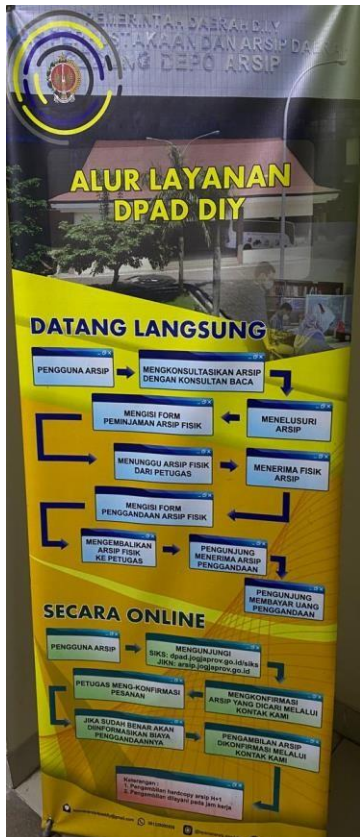 PEMERINTAH DAERAH DIY
DEPO ARSIP
ALUR LAYANAN
DPAD DIY
DATANG LANGSUNG
PENGGUNA ARSIP
MENGKONSULTASIKAN ARSIP
DENGAN KONSULTAN BACA
MENELUSURI
ARSIP
MENGISI FORM
PEMINJAMAN ARSIP FISIK
MENUNGGU ARSIP FISIK
DARI PETUGAS
MENERIMA FISIK
ARSIP
MENGISI FORM
PENGGANDAAN ARSIP FISIK
MENGEMBALIKAN
ARSIP FISIK
KE PETUGAS
PENGUNJUNG
MENERIMA ARSIP
PENGGANDAAN
PENGUNJUNG
MEMBAYAR UANG
PENGGANDAAN
SECARA ONLINE
PENGGUNA ARSIP
MENGUNJUNGI
SIKS: dpad.jogjaprov.go.id/siks
JIKN: arsip.jogjaprov.go.id
MENGKONFIRMASI
ARSIP YANG DICARI MELALUI
KONTAK KAMI
PETUGAS MENG-KONFIRMASI
PESANAN
JIKA SUDAH BENAR AKAN
DIINFORMASIKAN BIAYA
PENGGANDAANNYA
PENGAMBILAN ARSIP
DIKONFIRMASI MELALUI
KONTAK KAMI
Keterangan :
1. Pengambilan hardcopy arsip H+1
2. Pengambilan dilayani pada jam kerja